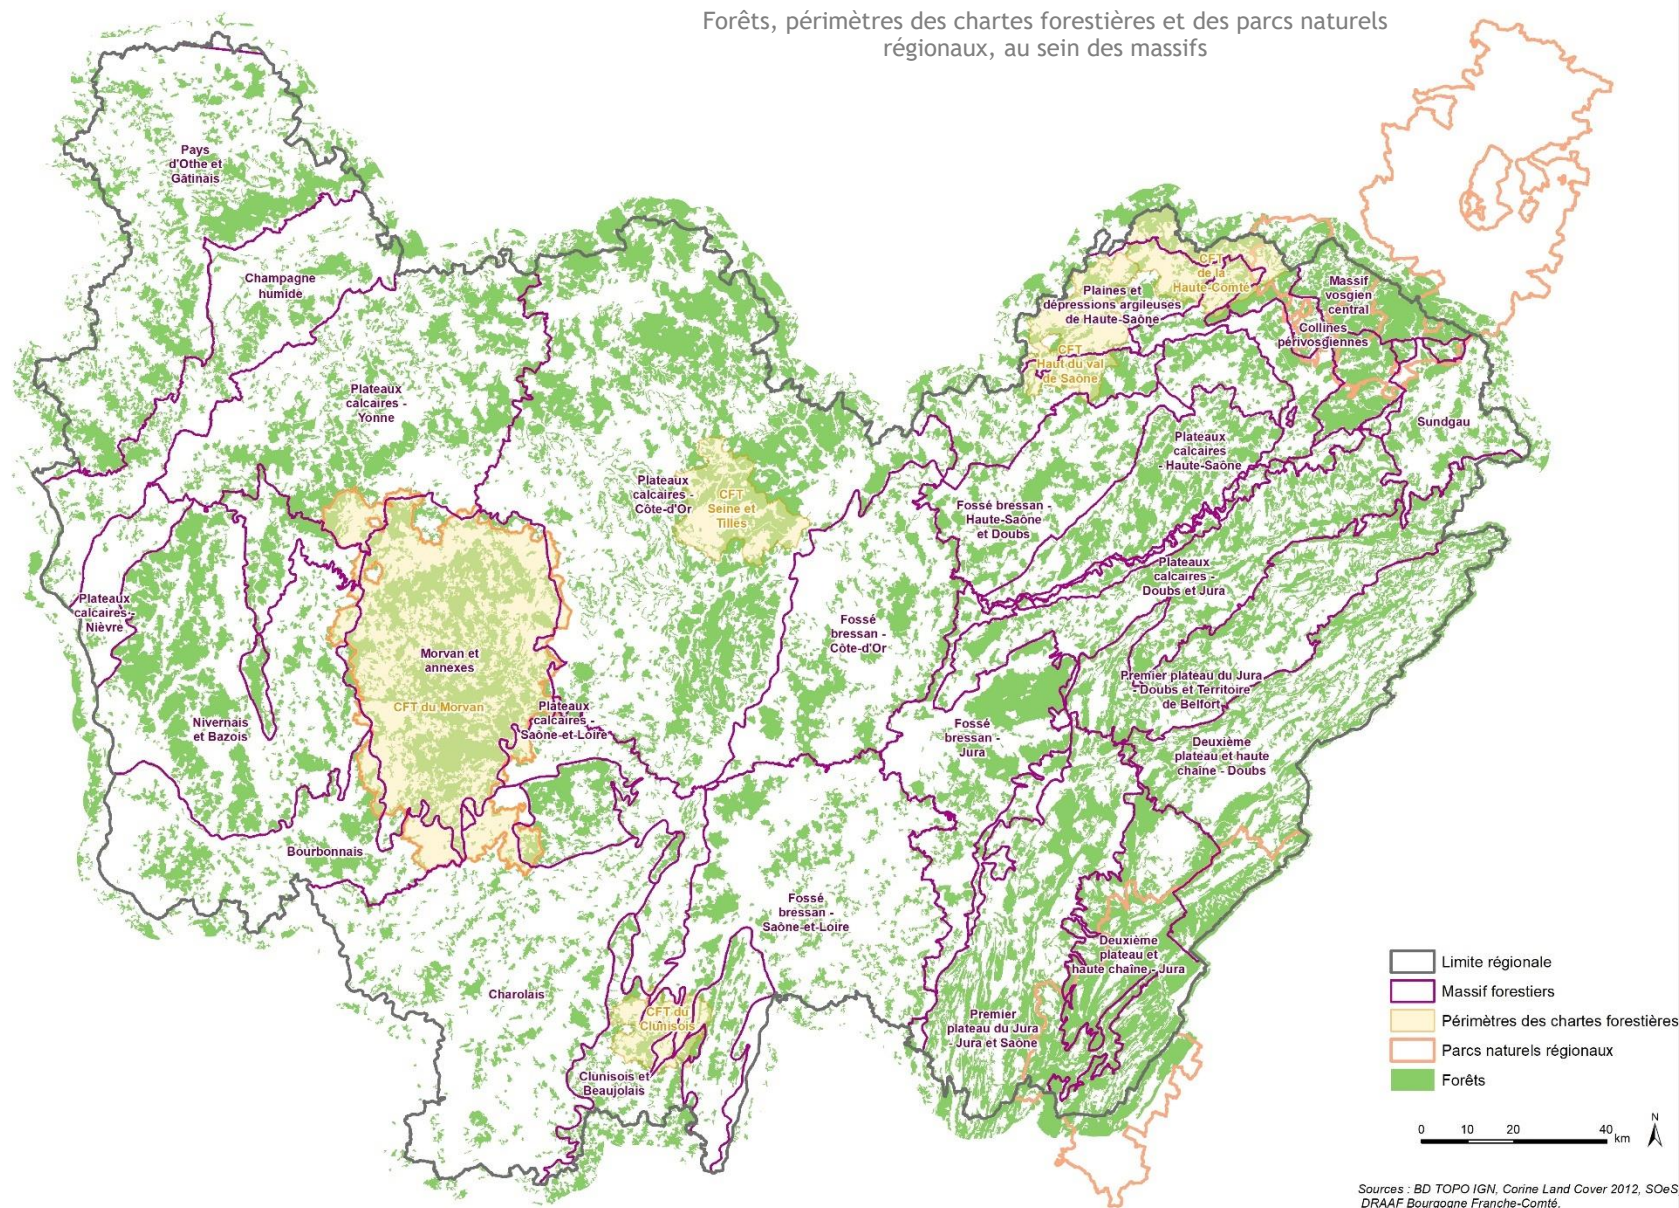 Forêts, périmètres des chartes forestières et des parcs naturels
régionaux, au sein des massifs
Pays
d'Othe et
Gâtinais
Champagne
humide
Plateaux
calcaires -
Yonne
Plateaux
calcaires -
Côte-d'Or
CFT
Seine et
Tilles
CFT
de la
Haute-Comté
Plaines et
dépressions argileuses
de Haute-Saône
CFT
Haut du val
de Saône
Massif
vosgien
central
Collines
périvosgiennes
Sundgau
Plateaux
calcaires
- Haute-Saône
Fossé bressan -
Haute-Saône
et Doubs
Plateaux
calcaires -
Doubs et Jura
Plateaux
calcaires -
Nièvre
Fossé
bressan -
Côte-d'Or
Morvan et
annexes
CFT du Morvan
Nivernais
et Bazois
Plateaux
calcaires -
Saône-et-Loire
Premier plateau du Jura
- Doubs et Territoire
de Belfort
Fossé
bressan -
Jura
Deuxième
plateau et haute
chaîne - Doubs
Bourbonnais
Fossé
bressan -
Saône-et-Loire
Deuxième
plateau et
haute chaîne - Jura
Charolais
CFT du
Clunisois
Premier
plateau du Jura
- Jura et Saône
Clunisois et
Beaujolais
Limite régionale
Massif forestiers
Périmètres des chartes forestières
Parcs naturels régionaux
Forêts
0 10 20 40
km
N
Sources : BD TOPO IGN, Corine Land Cover 2012, SOeS
DRAAF Bourgogne Franche-Comté.